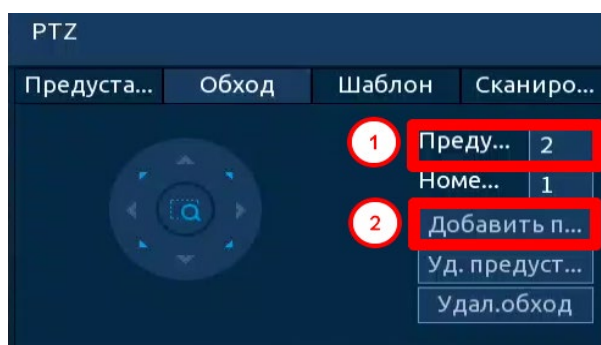 PTZ
Предуста... Обход Шаблон Сканиро...
1 Преду... 2
Номе... 1
2 Добавить п...
Уд. предуст...
Удал.обход